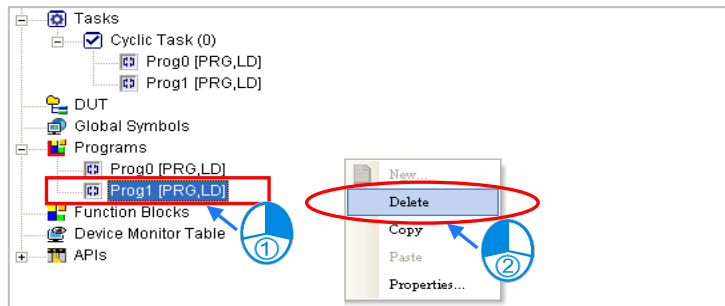 Tasks
Cyclic Task (0)
Prog0 [PRG,LD]
Prog1 [PRG,LD]
DUT
Global Symbols
Programs
Prog0 [PRG,LD]
Prog1 [PRG,LD]
Function Blocks
Device Monitor Table
APIs
1
New...
Delete
Copy
Paste
Properties...
2